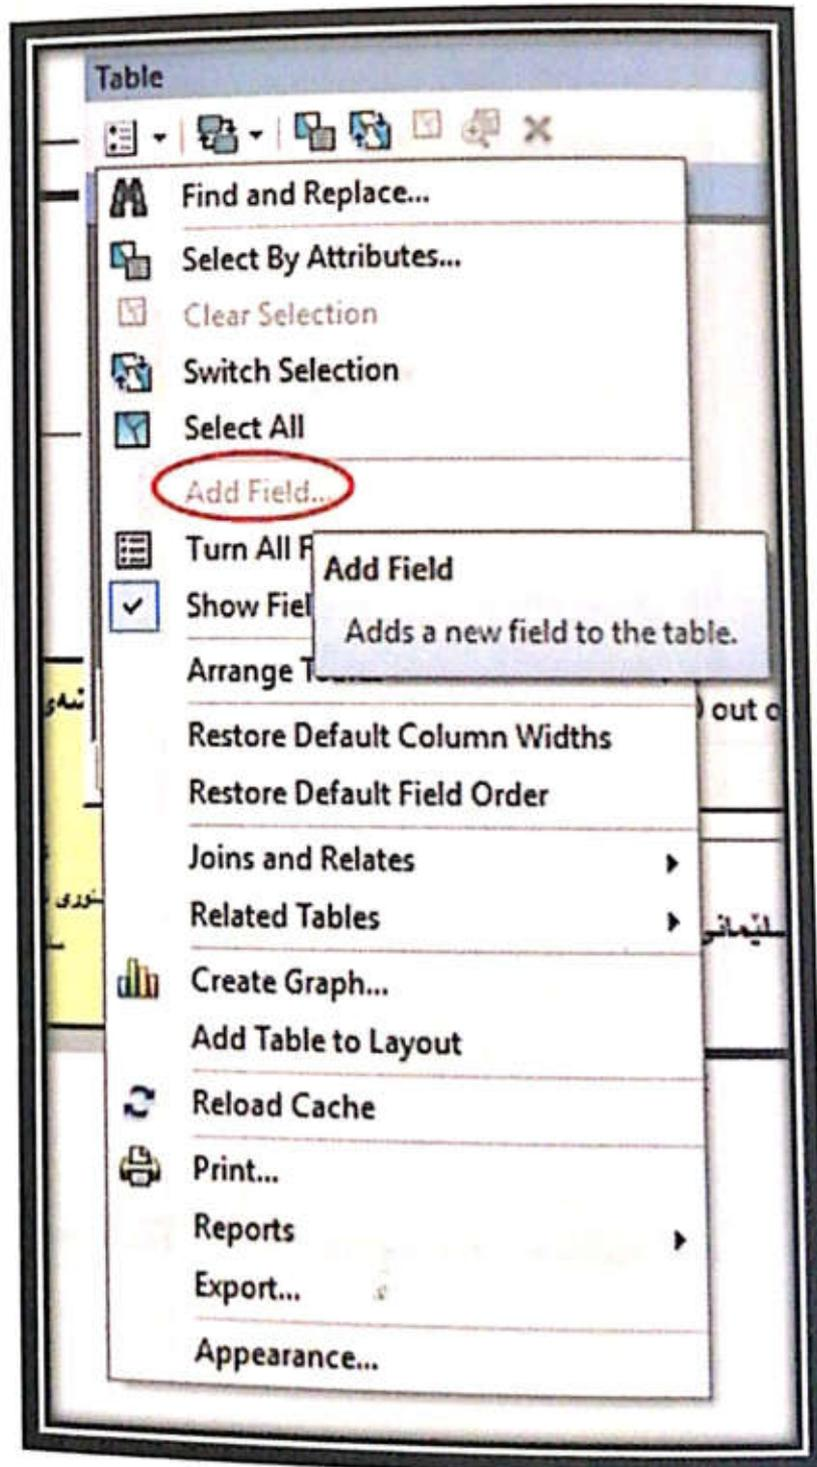 Table
Find and Replace...
Select By Attributes...
Clear Selection
Switch Selection
Select All
Add Field...
Turn All F
Add Field
Show Fiel
Adds a new field to the table.
Arrange
out o
Restore Default Column Widths
Restore Default Field Order
Joins and Relates
Related Tables
Create Graph...
Add Table to Layout
Reload Cache
Print...
Reports
Export...
Appearance...